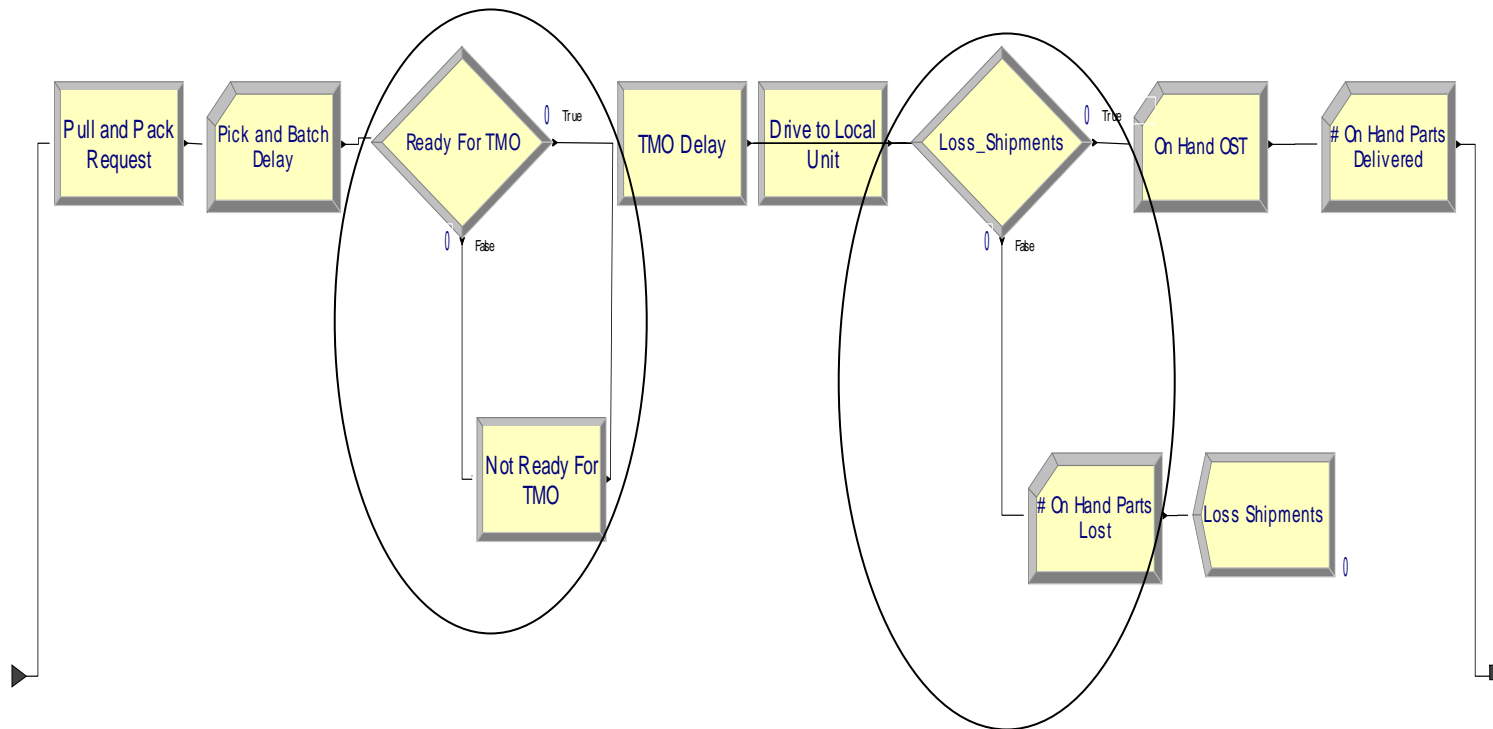 Pull and Pack
Request
Pick and Batch
Delay
Ready For TMO
0
True
0
False
Not Ready For
TMO
TMO Delay
Drive to Local
Unit
Loss_Shipments
0
True
0
False
On Hand OST
# On Hand Parts
Delivered
# On Hand Parts
Lost
Loss Shipments
0